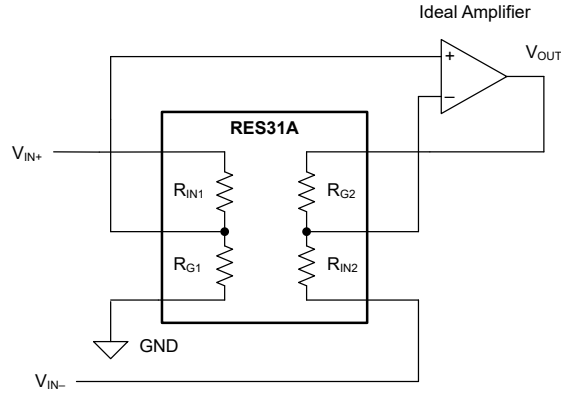 Ideal Amplifier
V_OUT
+
–
RES31A
V_IN+
R_IN1
R_G2
R_G1
R_IN2
GND
V_IN–